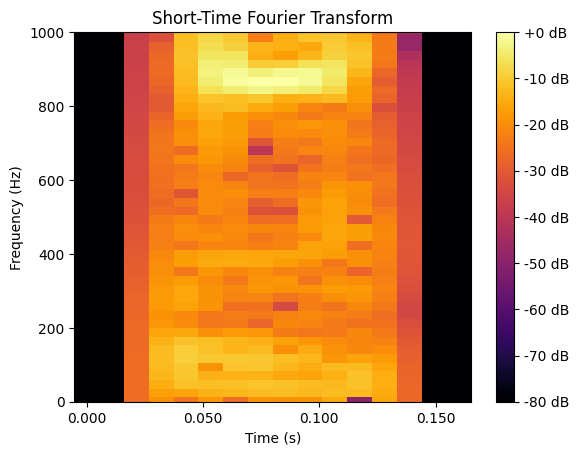 Short-Time Fourier Transform
1000
800
600
400
200
0
Frequency (Hz)
0.000
0.050
0.100
0.150
Time (s)
+0 dB
-10 dB
-20 dB
-30 dB
-40 dB
-50 dB
-60 dB
-70 dB
-80 dB